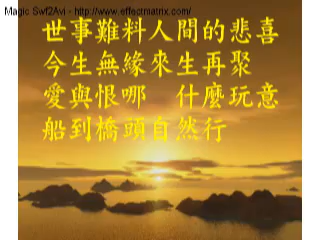 Magic Swf2Avi - http://www.effectmatrix.com/
世事難料人間的悲喜
今生無緣來生再聚
愛與恨哪　什麼玩意
船到橋頭自然行